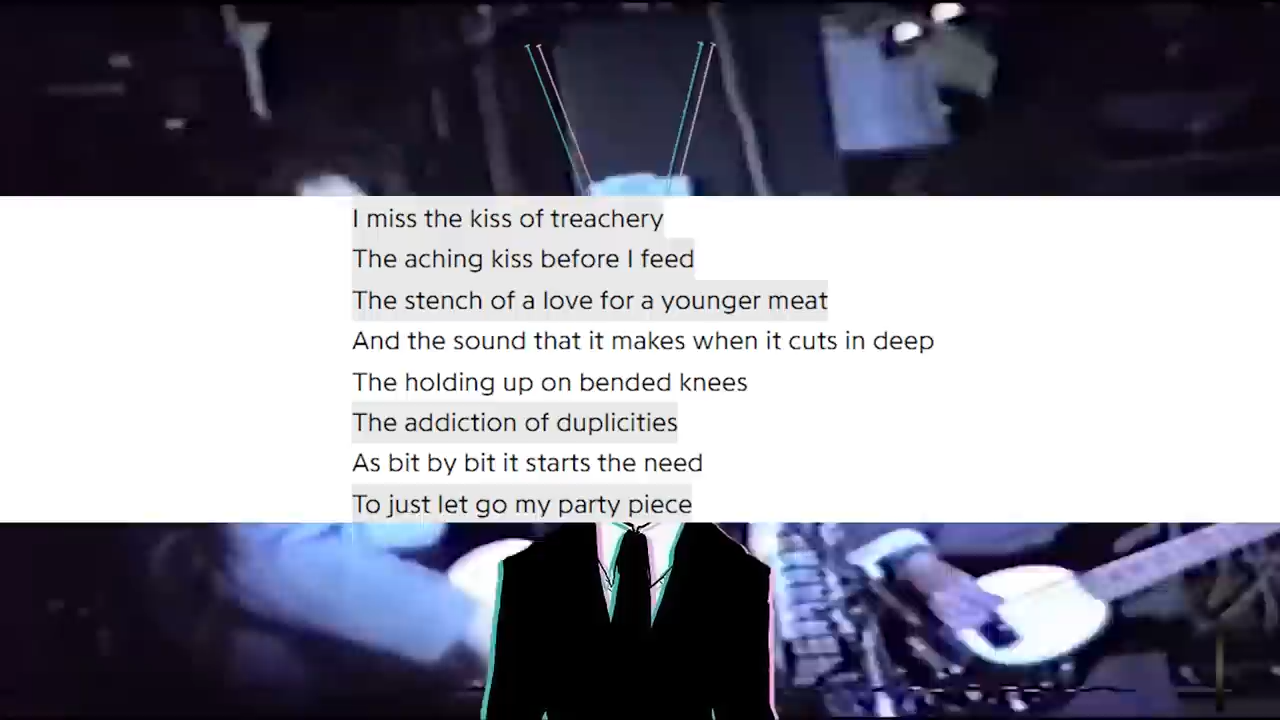 I miss the kiss of treachery
The aching kiss before I feed
The stench of a love for a younger meat
And the sound that it makes when it cuts in deep
The holding up on bended knees
The addiction of duplicities
As bit by bit it starts the need
To just let go my party piece